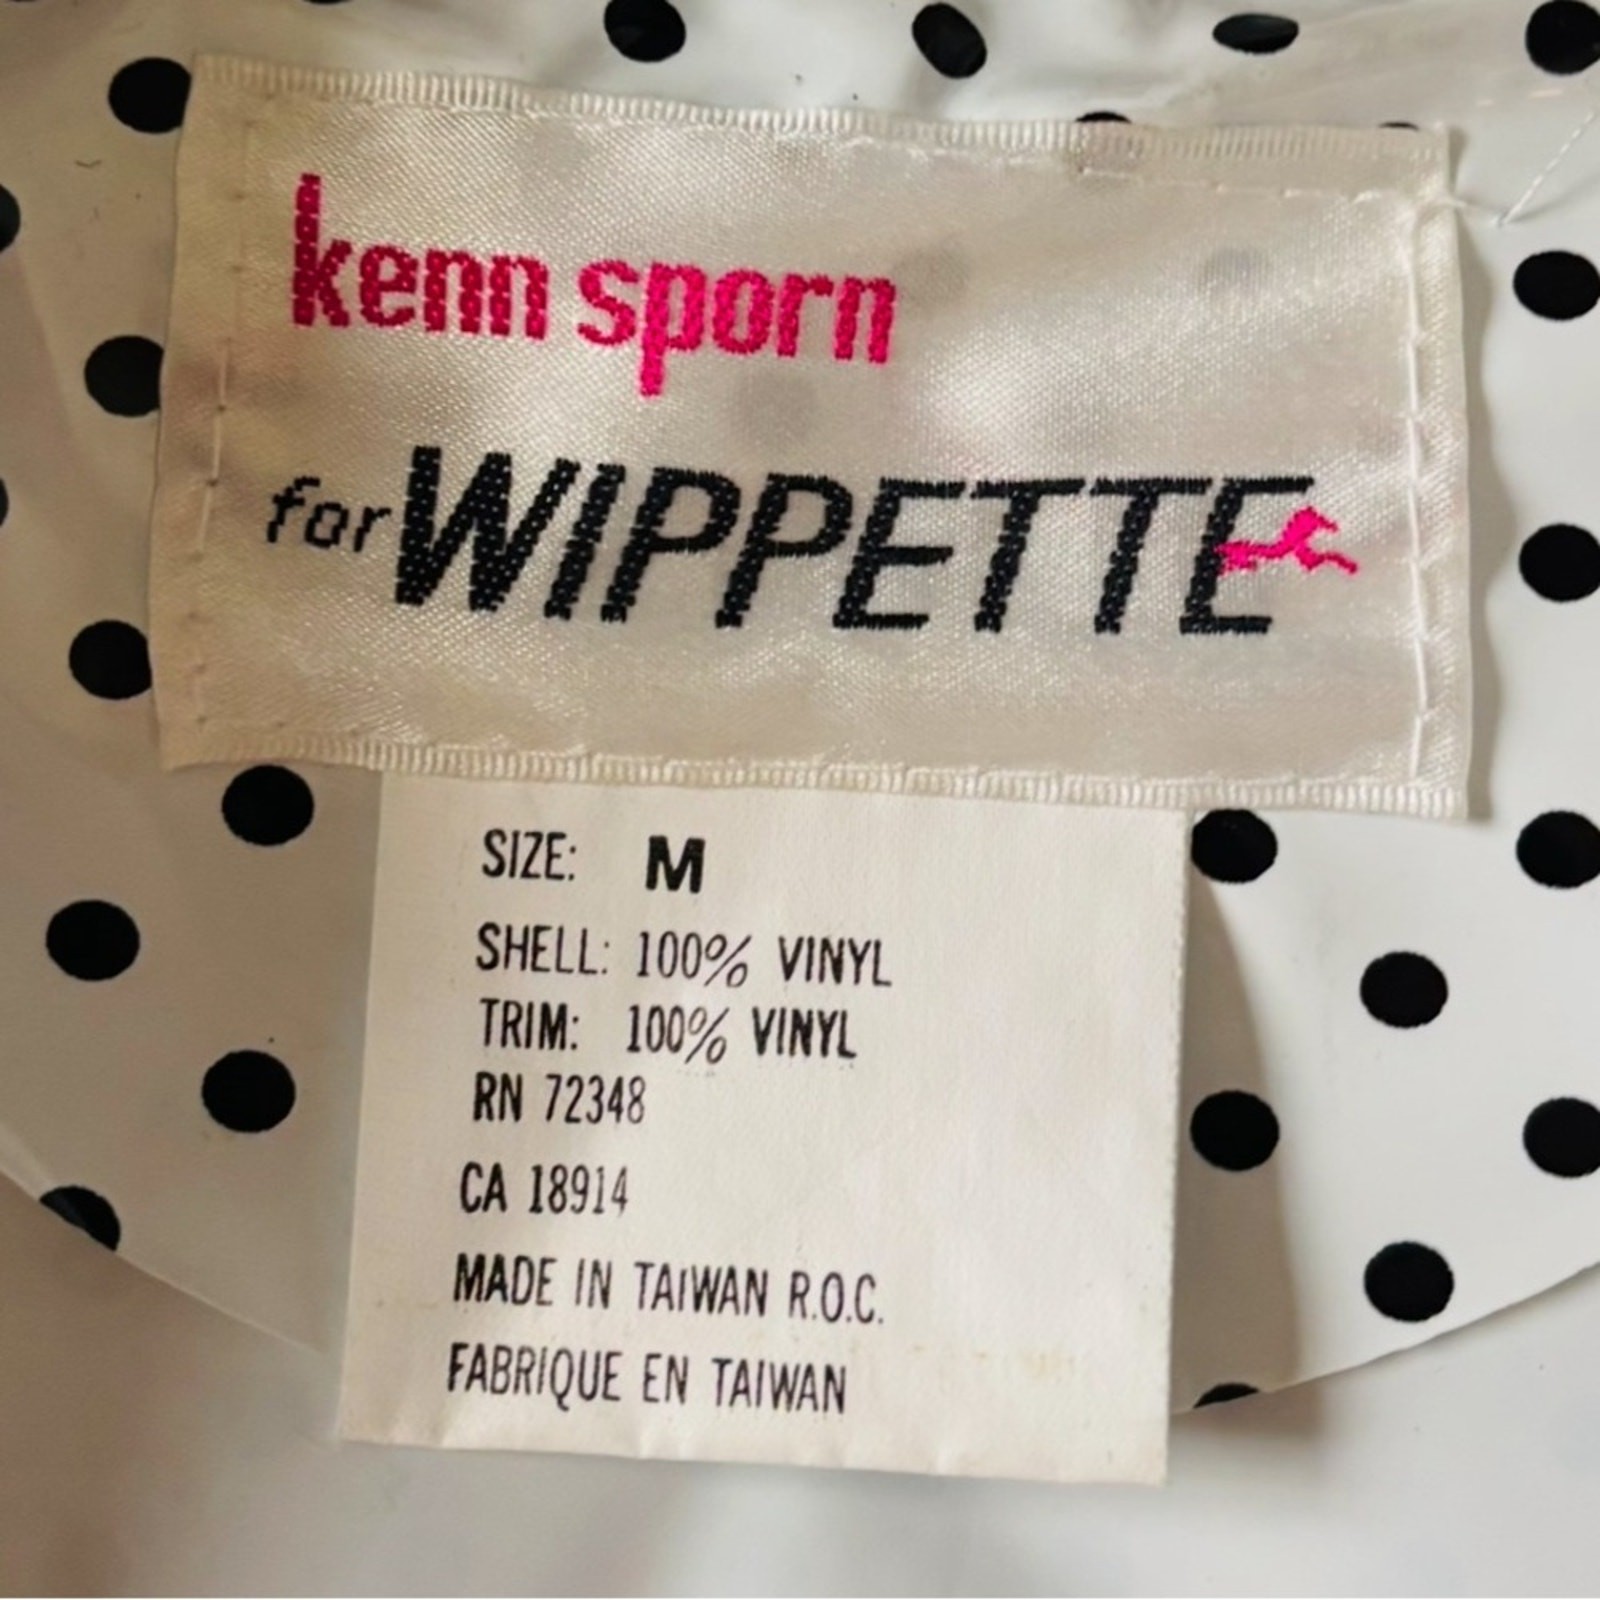 kenn sporn
for WIPPETTE
SIZE: M
SHELL: 100% VINYL
TRIM: 100% VINYL
RN 72348
CA 18914
MADE IN TAIWAN R.O.C.
FABRIQUE EN TAIWAN